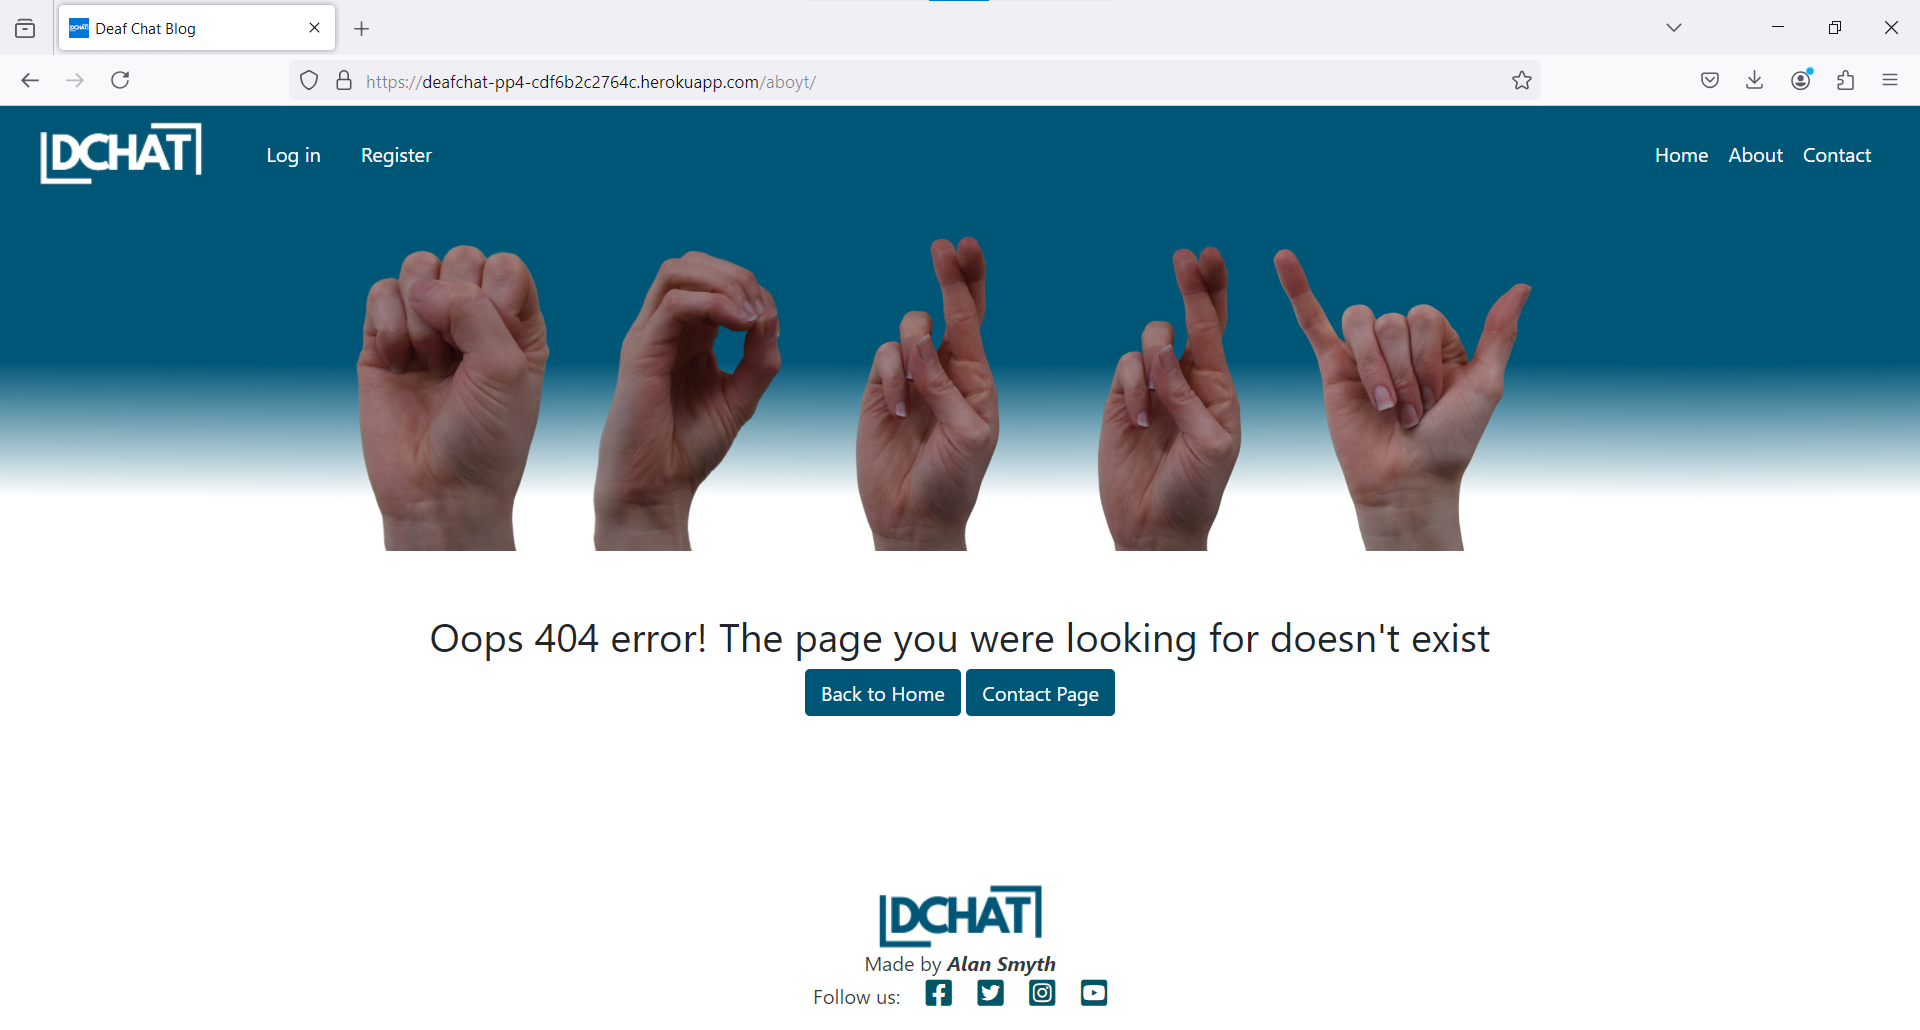 Deaf Chat Blog
https://deafchat-pp4-cdf6b2c2764c.herokuapp.com/aboyt/
DCHAT
Log in
Register
Home
About
Contact
Oops 404 error! The page you were looking for doesn't exist
Back to Home
Contact Page
DCHAT
Made by Alan Smyth
Follow us: